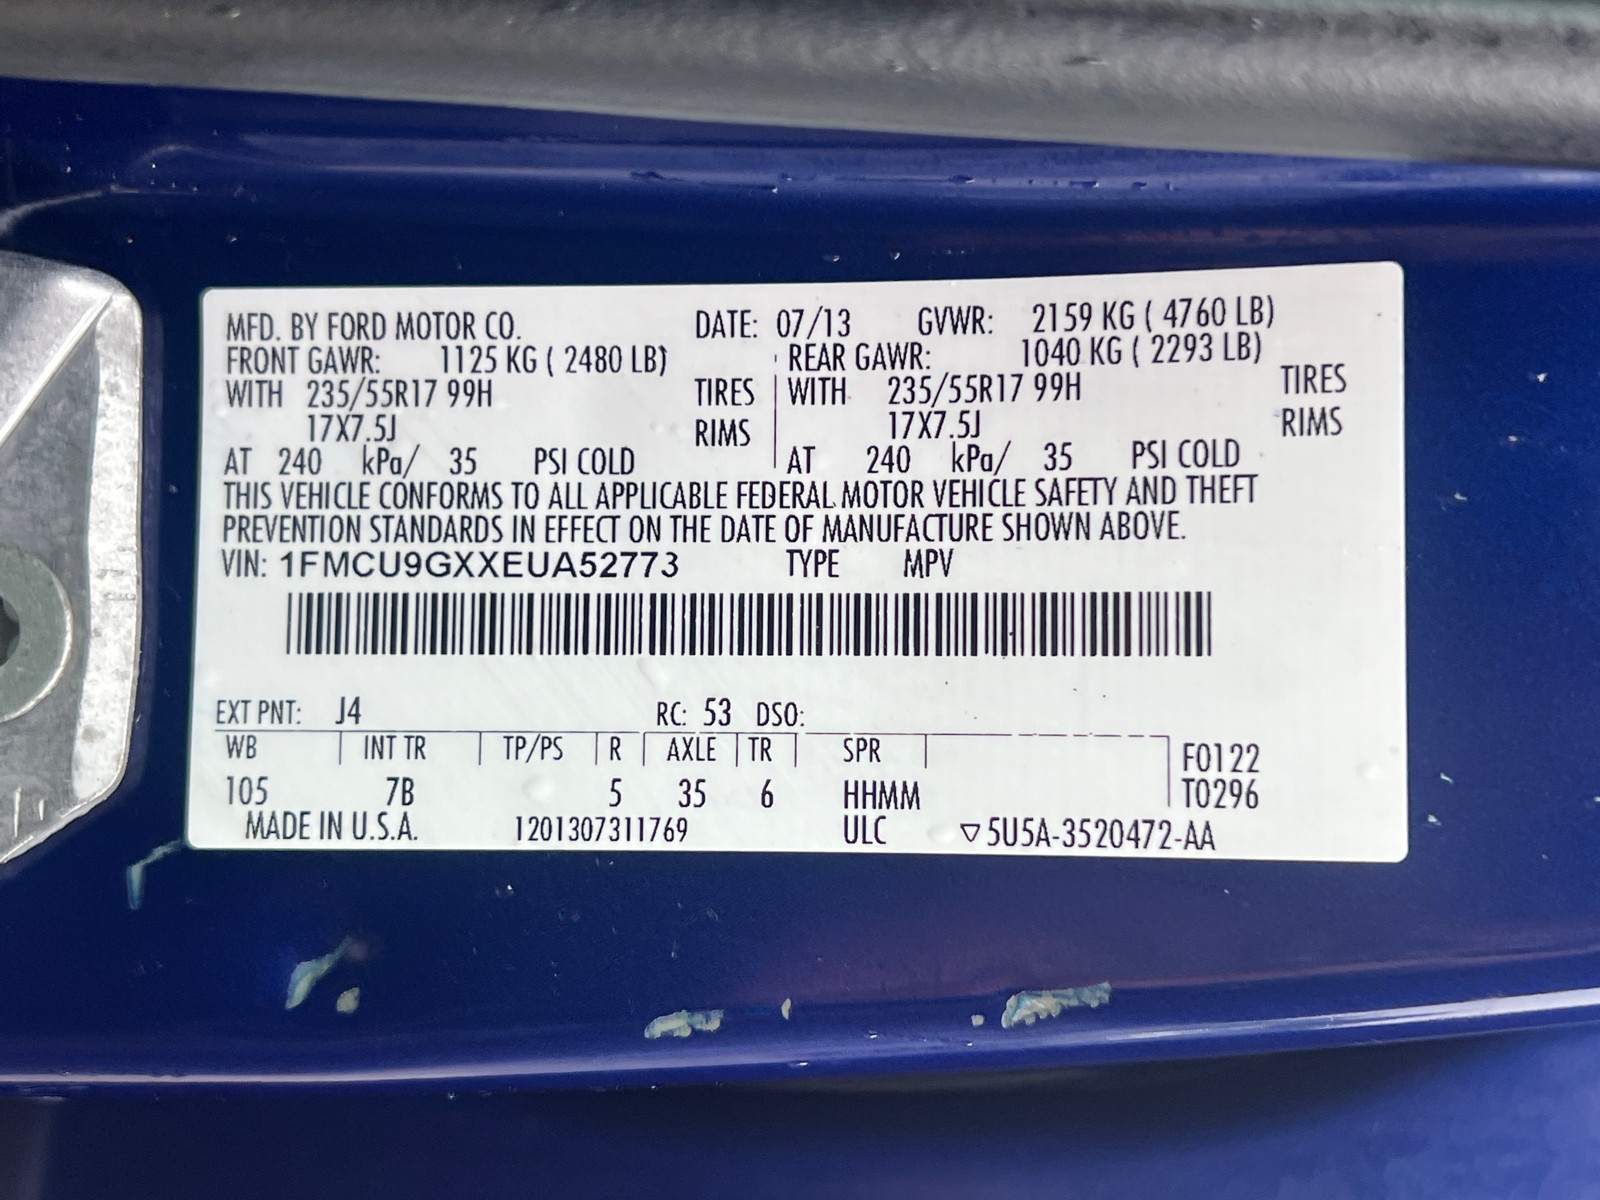 MFD. BY FORD MOTOR CO. DATE: 07/13 GVWR: 2159 KG ( 4760 LB)
FRONT GAWR: 1125 KG ( 2480 LB) REAR GAWR: 1040 KG ( 2293 LB)
WITH 235/55R17 99H TIRES WITH 235/55R17 99H TIRES
17X7.5J RIMS 17X7.5J RIMS
AT 240 kPa/ 35 PSI COLD AT 240 kPa/ 35 PSI COLD
THIS VEHICLE CONFORMS TO ALL APPLICABLE FEDERAL MOTOR VEHICLE SAFETY AND THEFT
PREVENTION STANDARDS IN EFFECT ON THE DATE OF MANUFACTURE SHOWN ABOVE.
VIN: 1FMCU9GXXEUA52773 TYPE MPV
EXT PNT: J4 RC: 53 DSO:
WB INT TR TP/PS R AXLE TR SPR F0122
105 7B 5 35 6 HHMM T0296
MADE IN U.S.A. 1201307311769 ULC ▽5U5A-3520472-AA